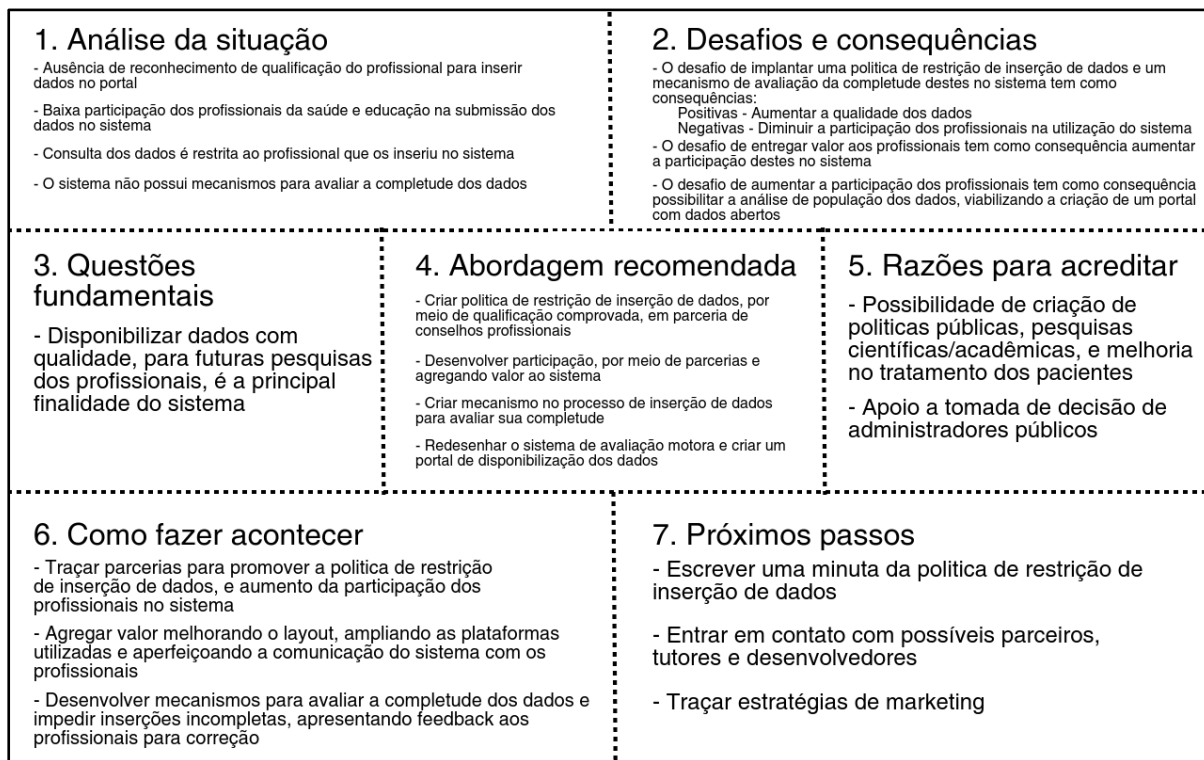 1. Análise da situação
- Ausência de reconhecimento de qualificação do profissional para inserir
dados no portal
- Baixa participação dos profissionais da saúde e educação na submissão dos
dados no sistema
- Consulta dos dados é restrita ao profissional que os inseriu no sistema
- O sistema não possui mecanismos para avaliar a completude dos dados
2. Desafios e consequências
- O desafio de implantar uma politica de restrição de inserção de dados e um
mecanismo de avaliação da completude destes no sistema tem como
consequências:
Positivas - Aumentar a qualidade dos dados
Negativas - Diminuir a participação dos profissionais na utilização do sistema
- O desafio de entregar valor aos profissionais tem como consequência aumentar
a participação destes no sistema
- O desafio de aumentar a participação dos profissionais tem como consequência
possibilitar a análise de população dos dados, viabilizando a criação de um portal
com dados abertos
3. Questões
fundamentais
- Disponibilizar dados com
qualidade, para futuras pesquisas
dos profissionais, é a principal
finalidade do sistema
4. Abordagem recomendada
- Criar politica de restrição de inserção de dados, por
meio de qualificação comprovada, em parceria de
conselhos profissionais
- Desenvolver participação, por meio de parcerias e
agregando valor ao sistema
- Criar mecanismo no processo de inserção de dados
para avaliar sua completude
- Redesenhar o sistema de avaliação motora e criar um
portal de disponibilização dos dados
5. Razões para acreditar
- Possibilidade de criação de
politicas públicas, pesquisas
científicas/acadêmicas, e melhoria
no tratamento dos pacientes
- Apoio a tomada de decisão de
administradores públicos
6. Como fazer acontecer
- Traçar parcerias para promover a politica de restrição
de inserção de dados, e aumento da participação dos
profissionais no sistema
- Agregar valor melhorando o layout, ampliando as plataformas
utilizadas e aperfeiçoando a comunicação do sistema com os
profissionais
- Desenvolver mecanismos para avaliar a completude dos dados e
impedir inserções incompletas, apresentando feedback aos
profissionais para correção
7. Próximos passos
- Escrever uma minuta da politica de restrição de
inserção de dados
- Entrar em contato com possíveis parceiros,
tutores e desenvolvedores
- Traçar estratégias de marketing